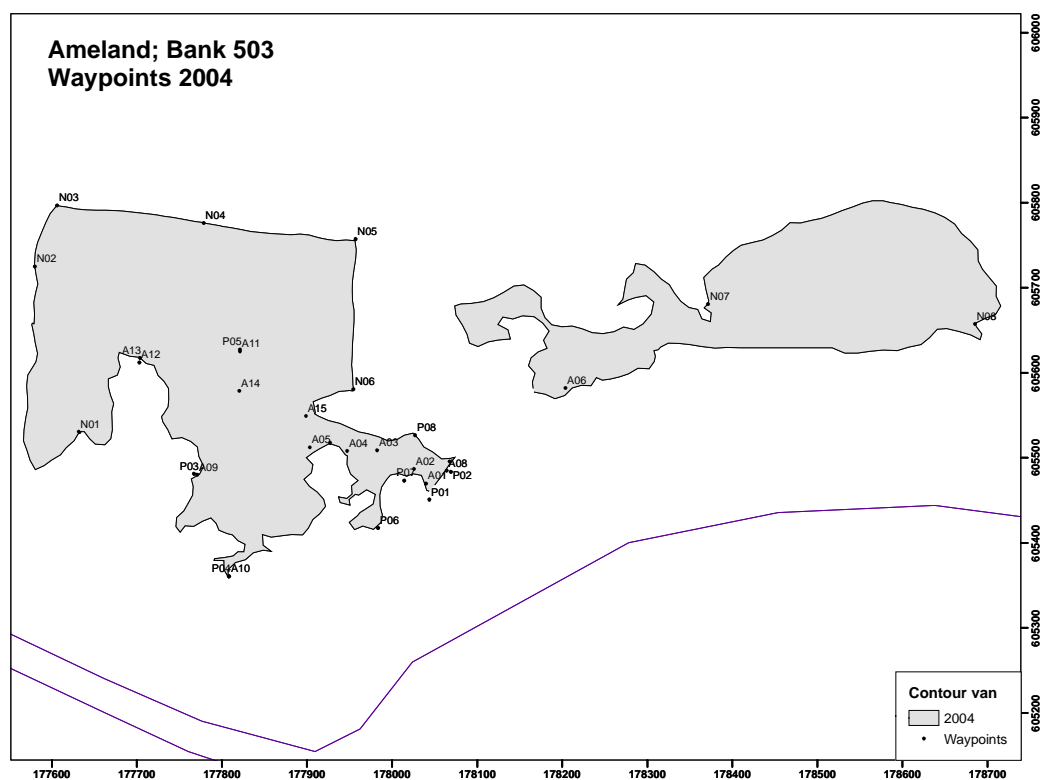 Ameland; Bank 503
Waypoints 2004
N03
N04
N05
N02
N07
N08
P05 A11
A13 A12
A14
N06
A06
A15
N01
P08
A05
A04
A03
P03 A09
A02
A08
P07
A01
P02
P01
P06
P04 A10
Contour van
2004
Waypoints
606000
605900
605800
605700
605600
605500
605400
605300
605200
177600 177700 177800 177900 178000 178100 178200 178300 178400 178500 178600 178700